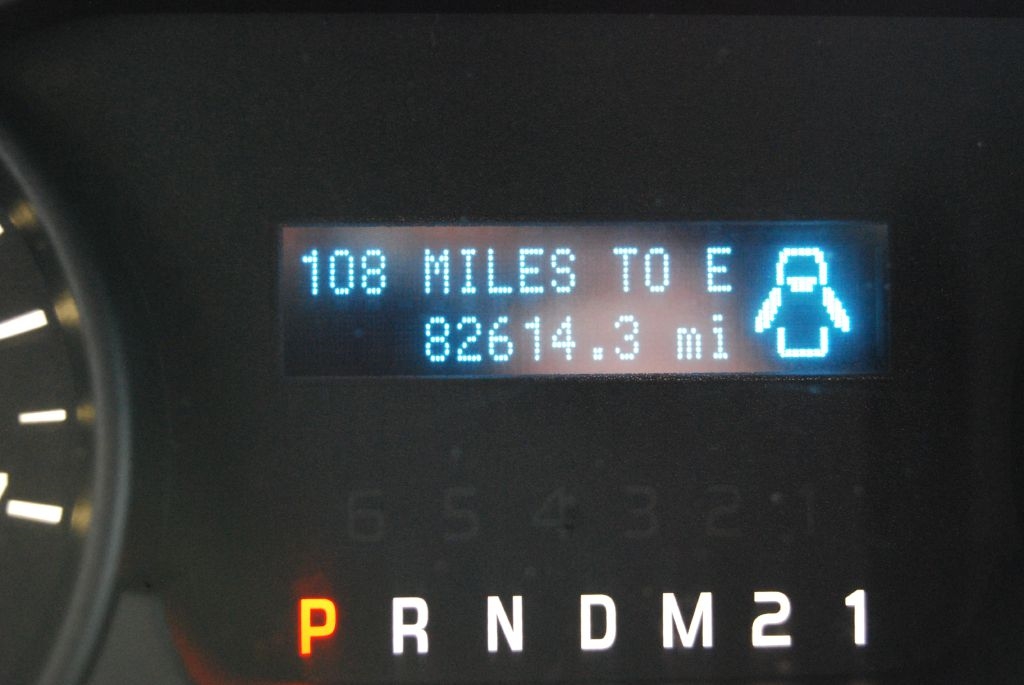 108 MILES TO E
82614.3 mi
6 5 4 3 2 1
P R N D M 2 1